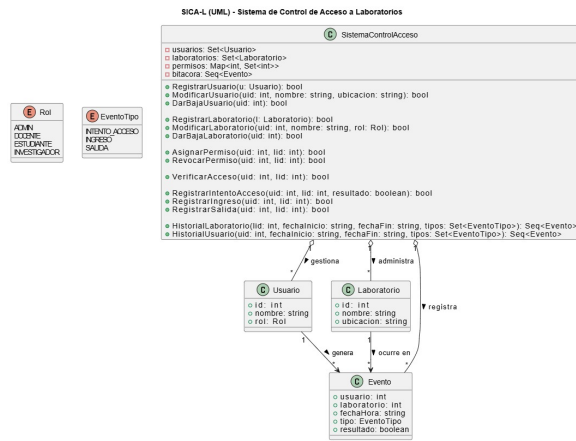 SICA-L (UML) - Sistema de Control de Acceso a Laboratorios
C SistemaControlAcceso
usuarios: Set<Usuario>
laboratorios: Set<Laboratorio>
permisos: Map<int, Set<int>>
bitacora: Seq<Evento>
RegistrarUsuario(u: Usuario): bool
ModificarUsuario(uid: int, nombre: string, ubicacion: string): bool
DarBajaUsuario(uid: int): bool
RegistrarLaboratorio(l: Laboratorio): bool
ModificarLaboratorio(uid: int, nombre: string, rol: Rol): bool
DarBajaLaboratorio(uid: int): bool
AsignarPermiso(uid: int, lid: int): bool
RevocarPermiso(uid: int, lid: int): bool
VerificarAcceso(uid: int, lid: int): bool
RegistrarIntentoAcceso(uid: int, lid: int, resultado: boolean): bool
RegistrarIngreso(uid: int, lid: int): bool
RegistrarSalida(uid: int, lid: int): bool
HistorialLaboratorio(lid: int, fechaInicio: string, fechaFin: string, tipos: Set<EventoTipo>): Seq<Evento>
HistorialUsuario(uid: int, fechaInicio: string, fechaFin: string, tipos: Set<EventoTipo>): Seq<Evento>
E Rol
ADMIN
DOCENTE
ESTUDIANTE
INVESTIGADOR
E EventoTipo
INTENTO_ACCESO
INGRESO
SALIDA
1 1 1
gestiona administra
* *
registra
C Usuario
id: int
nombre: string
rol: Rol
C Laboratorio
id: int
nombre: string
ubicacion: string
1 1
genera ocurre en
* * *
C Evento
usuario: int
laboratorio: int
fechaHora: string
tipo: EventoTipo
resultado: boolean